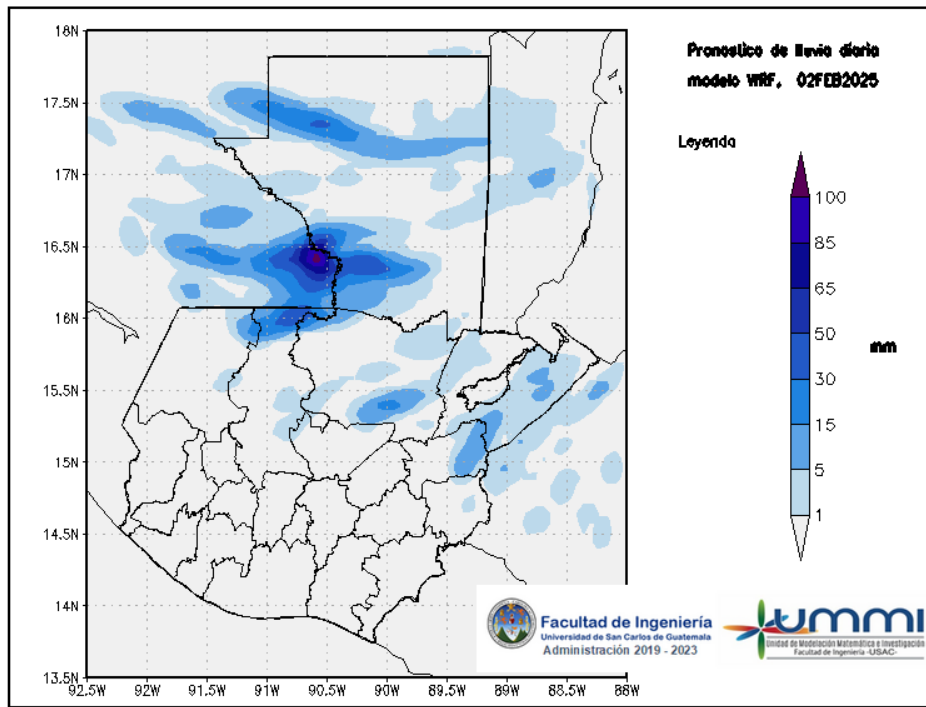 Pronostico de lluvia diaria
modelo WRF, 02FEB2025
Leyenda
100
85
65
50
30
15
5
1
mm
18N
17.5N
17N
16.5N
16N
15.5N
15N
14.5N
14N
13.5N
92.5W
92W
91.5W
91W
90.5W
90W
89.5W
89W
88.5W
88W
Facultad de Ingeniería
Universidad de San Carlos de Guatemala
Administración 2019 - 2023
ummi
Unidad de Modelación Matemática e Investigación
Facultad de Ingeniería -USAC-